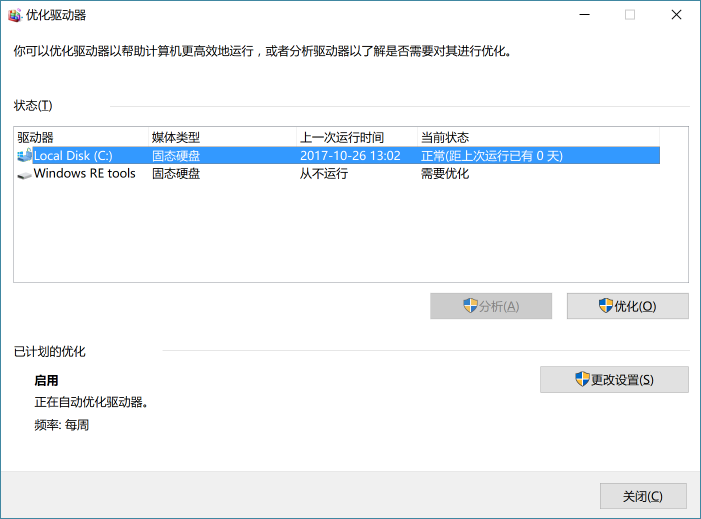 优化驱动器
你可以优化驱动器以帮助计算机更高效地运行，或者分析驱动器以了解是否需要对其进行优化。
状态(T)
驱动器 媒体类型 上一次运行时间 当前状态
Local Disk (C:) 固态硬盘 2017-10-26 13:02 正常(距上次运行已有 0 天)
Windows RE tools 固态硬盘 从不运行 需要优化
分析(A) 优化(O)
已计划的优化
启用
更改设置(S)
正在自动优化驱动器。
频率: 每周
关闭(C)